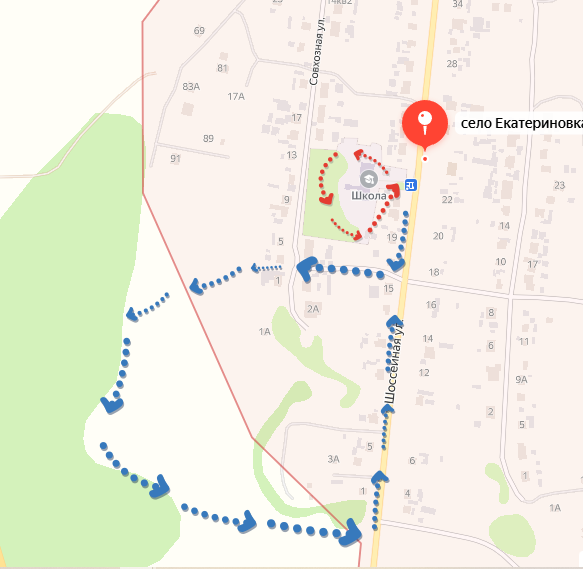 14кв2
34
69
Совхозная ул.
28
81
83А
17А
17
село Екатериновка
89
13
91
Школа
9
22
23
19
20
14
5
10
17
18
1
15
2А
16
8
1А
Шоссейная ул.
14
6
11
12
9А
2
5
5
3А
6
1
1
4
1А